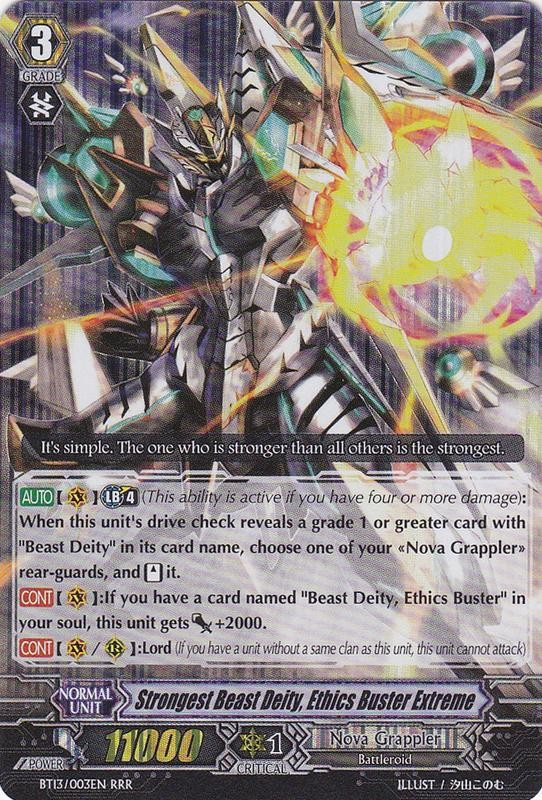 3
GRADE
It's simple. The one who is stronger than all others is the strongest.
AUTO [ V ] LB 4 (This ability is active if you have four or more damage):
When this unit's drive check reveals a grade 1 or greater card with
"Beast Deity" in its card name, choose one of your «Nova Grappler»
rear-guards, and it.
CONT [ V ]:If you have a card named "Beast Deity, Ethics Buster" in
your soul, this unit gets +2000.
CONT [ V / R ]:Lord (If you have a unit without a same clan as this unit, this unit cannot attack)
NORMAL
UNIT
Strongest Beast Deity, Ethics Buster Extreme
POWER 11000
1
CRITICAL
Nova Grappler
Battleroid
BT13/003EN RRR
ILLUST / 汐山このむ